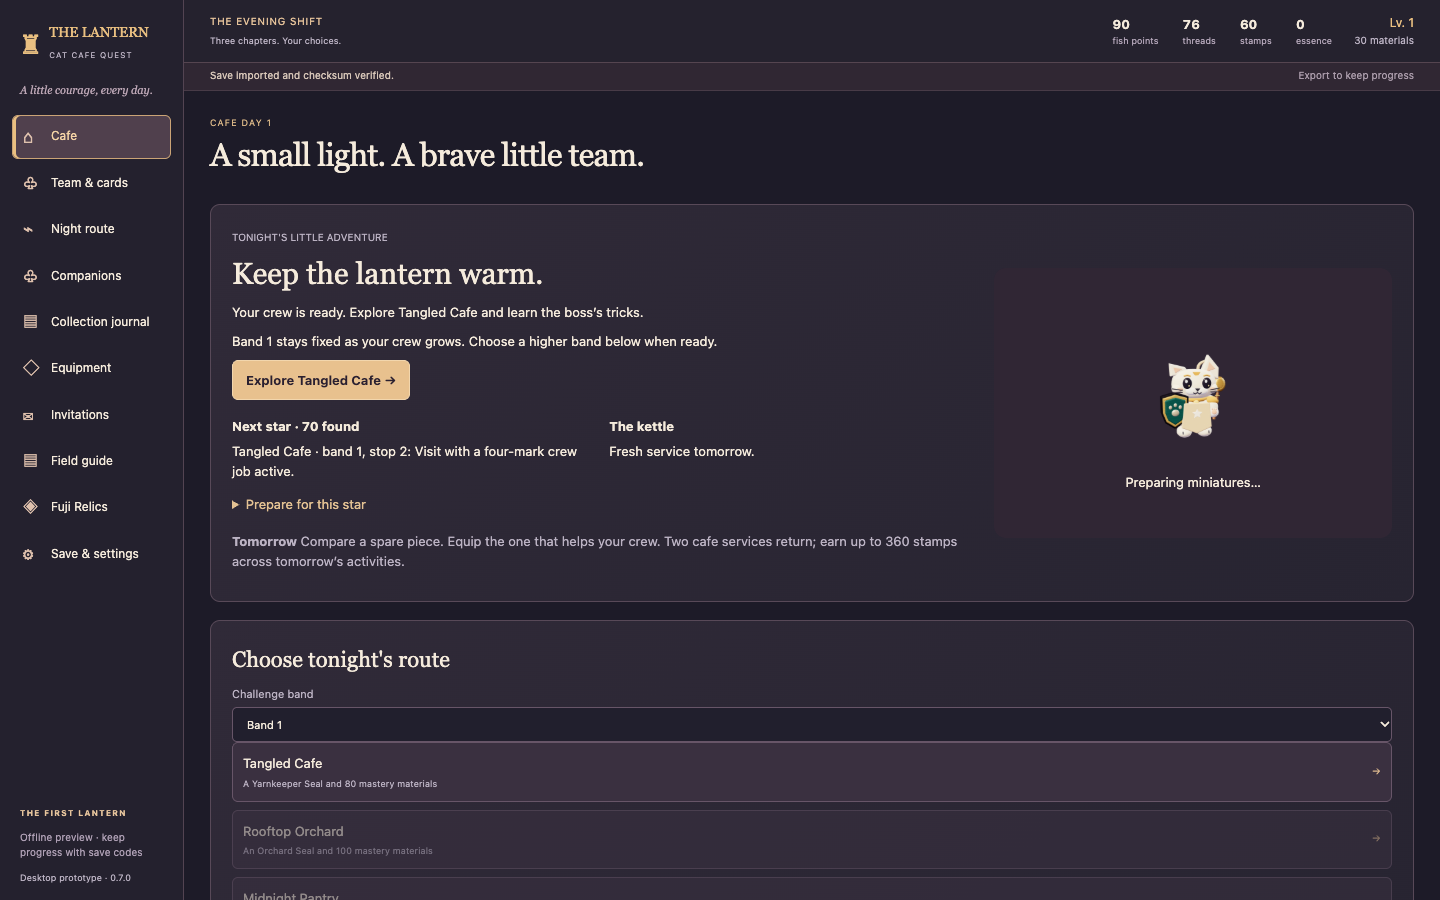 THE LANTERN
CAT CAFE QUEST
A little courage, every day.
Cafe
Team & cards
Night route
Companions
Collection journal
Equipment
Invitations
Field guide
Fuji Relics
Save & settings
THE FIRST LANTERN
Offline preview · keep
progress with save codes
Desktop prototype · 0.7.0
THE EVENING SHIFT
Three chapters. Your choices.
90
fish points
76
threads
60
stamps
0
essence
Lv. 1
30 materials
Save imported and checksum verified.
Export to keep progress
CAFE DAY 1
A small light. A brave little team.
TONIGHT'S LITTLE ADVENTURE
Keep the lantern warm.
Your crew is ready. Explore Tangled Cafe and learn the boss's tricks.
Band 1 stays fixed as your crew grows. Choose a higher band below when ready.
Explore Tangled Cafe →
Next star · 70 found
Tangled Cafe · band 1, stop 2: Visit with a four-mark crew
job active.
The kettle
Fresh service tomorrow.
▶ Prepare for this star
Tomorrow Compare a spare piece. Equip the one that helps your crew. Two cafe services return; earn up to 360 stamps
across tomorrow's activities.
Preparing miniatures…
Choose tonight's route
Challenge band
Band 1
Tangled Cafe
A Yarnkeeper Seal and 80 mastery materials
→
Rooftop Orchard
An Orchard Seal and 100 mastery materials
→
Midnight Pantry